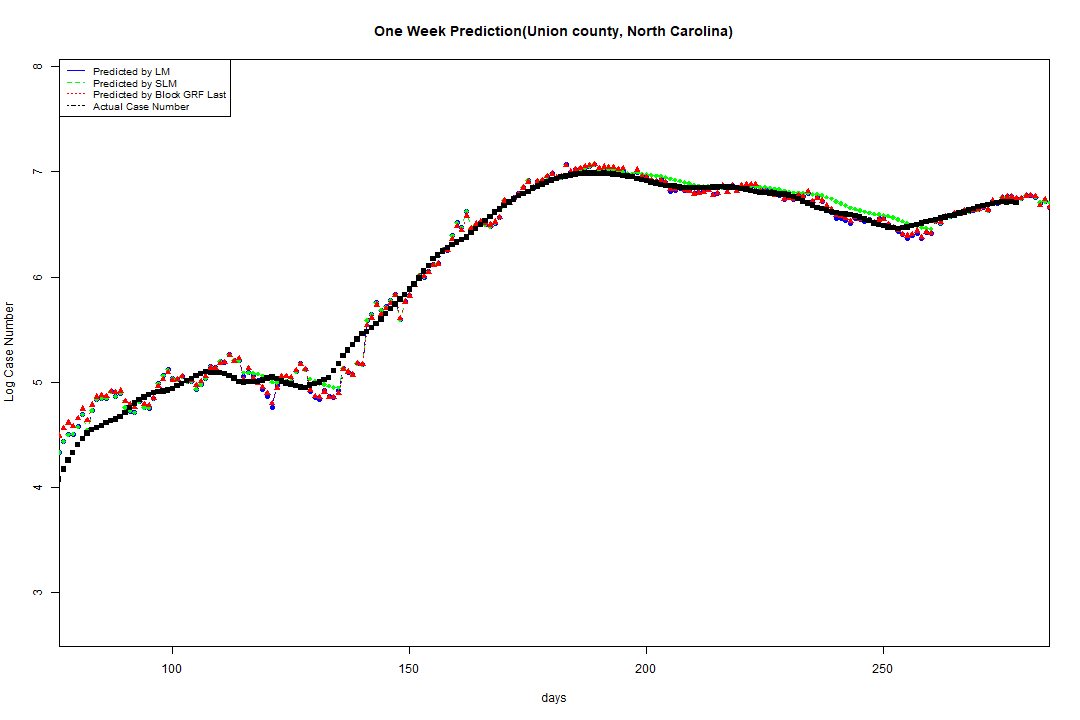 One Week Prediction(Union county, North Carolina)
Predicted by LM
Predicted by SLM
Predicted by Block GRF Last
Actual Case Number
8
7
6
5
4
3
Log Case Number
100
150
200
250
days